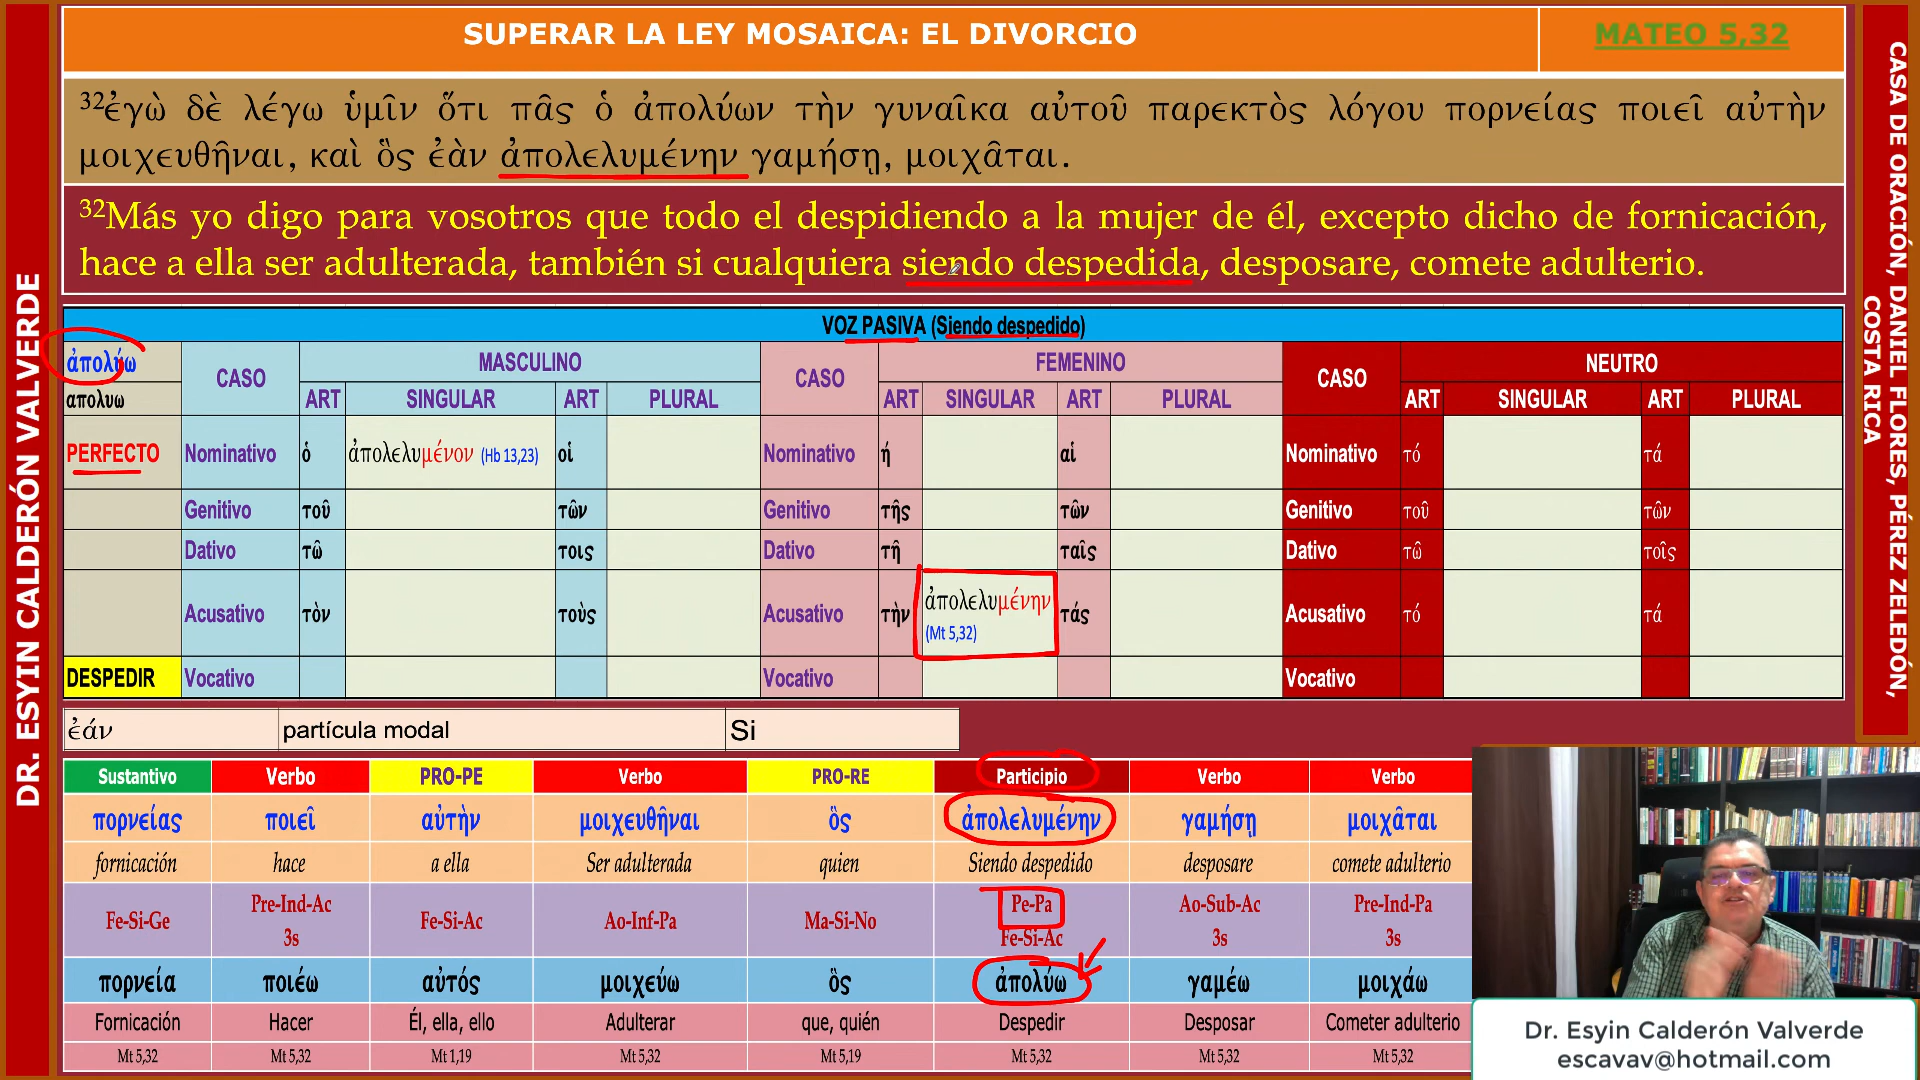 SUPERAR LA LEY MOSAICA: EL DIVORCIO
MATEO 5,32
32ἐγὼ δὲ λέγω ὑμῖν ὅτι πᾶς ὁ ἀπολύων τὴν γυναῖκα αὐτοῦ παρεκτὸς λόγου πορνείας ποιεῖ αὐτὴν
μοιχευθῆναι, καὶ ὃς ἐὰν ἀπολελυμένην γαμήσῃ, μοιχᾶται.
32Más yo digo para vosotros que todo el despidiendo a la mujer de él, excepto dicho de fornicación,
hace a ella ser adulterada, también si cualquiera siendo despedida, desposare, comete adulterio.
VOZ PASIVA (Siendo despedido)
ἀπολύω CASO MASCULINO CASO FEMENINO CASO NEUTRO
απολυω ART SINGULAR ART PLURAL ART SINGULAR ART PLURAL ART SINGULAR ART PLURAL
PERFECTO Nominativo ὁ ἀπολελυμένον (Hb 13,23) οἱ Nominativo ἡ αἱ Nominativo τό τά
Genitivo τοῦ τῶν Genitivo τῆς τῶν Genitivo τοῦ τῶν
Dativo τῶ τοις Dativo τῆ ταῖς Dativo τῶ τοῖς
Acusativo τὸν τοὺς Acusativo τὴν ἀπολελυμένην τάς Acusativo τό τά
(Mt 5,32)
DESPEDIR Vocativo Vocativo Vocativo
ἐάν partícula modal Si
Sustantivo Verbo PRO-PE Verbo PRO-RE Participio Verbo Verbo
πορνείας ποιεῖ αὐτὴν μοιχευθῆναι ὃς ἀπολελυμένην γαμήσῃ μοιχᾶται
fornicación hace a ella Ser adulterada quien Siendo despedido desposare comete adulterio
Fe-Si-Ge Pre-Ind-Ac 3s Fe-Si-Ac Ao-Inf-Pa Ma-Si-No Pe-Pa Fe-Si-Ac Ao-Sub-Ac 3s Pre-Ind-Pa 3s
πορνεία ποιέω αὐτός μοιχεύω ὃς ἀπολύω γαμέω μοιχάω
Fornicación Hacer Él, ella, ello Adulterar que, quién Despedir Desposar Cometer adulterio
Mt 5,32 Mt 5,32 Mt 1,19 Mt 5,32 Mt 5,19 Mt 5,32 Mt 5,32 Mt 5,32
DR. ESYIN CALDERÓN VALVERDE
CASA DE ORACIÓN, DANIEL FLORES, PÉREZ ZELEDÓN,
COSTA RICA
Dr. Esyin Calderón Valverde
escavav@hotmail.com